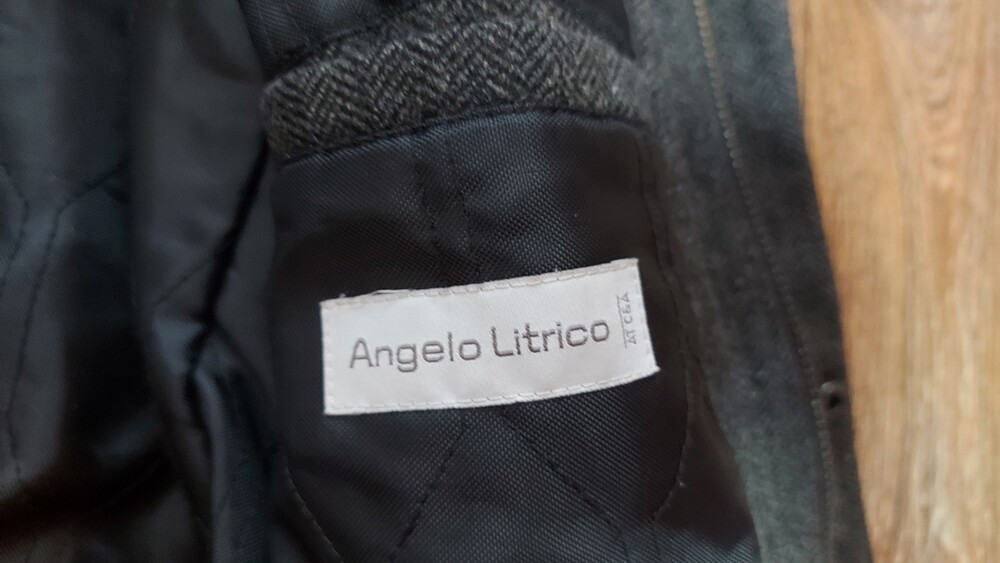 Angelo Litrico
AT C&A